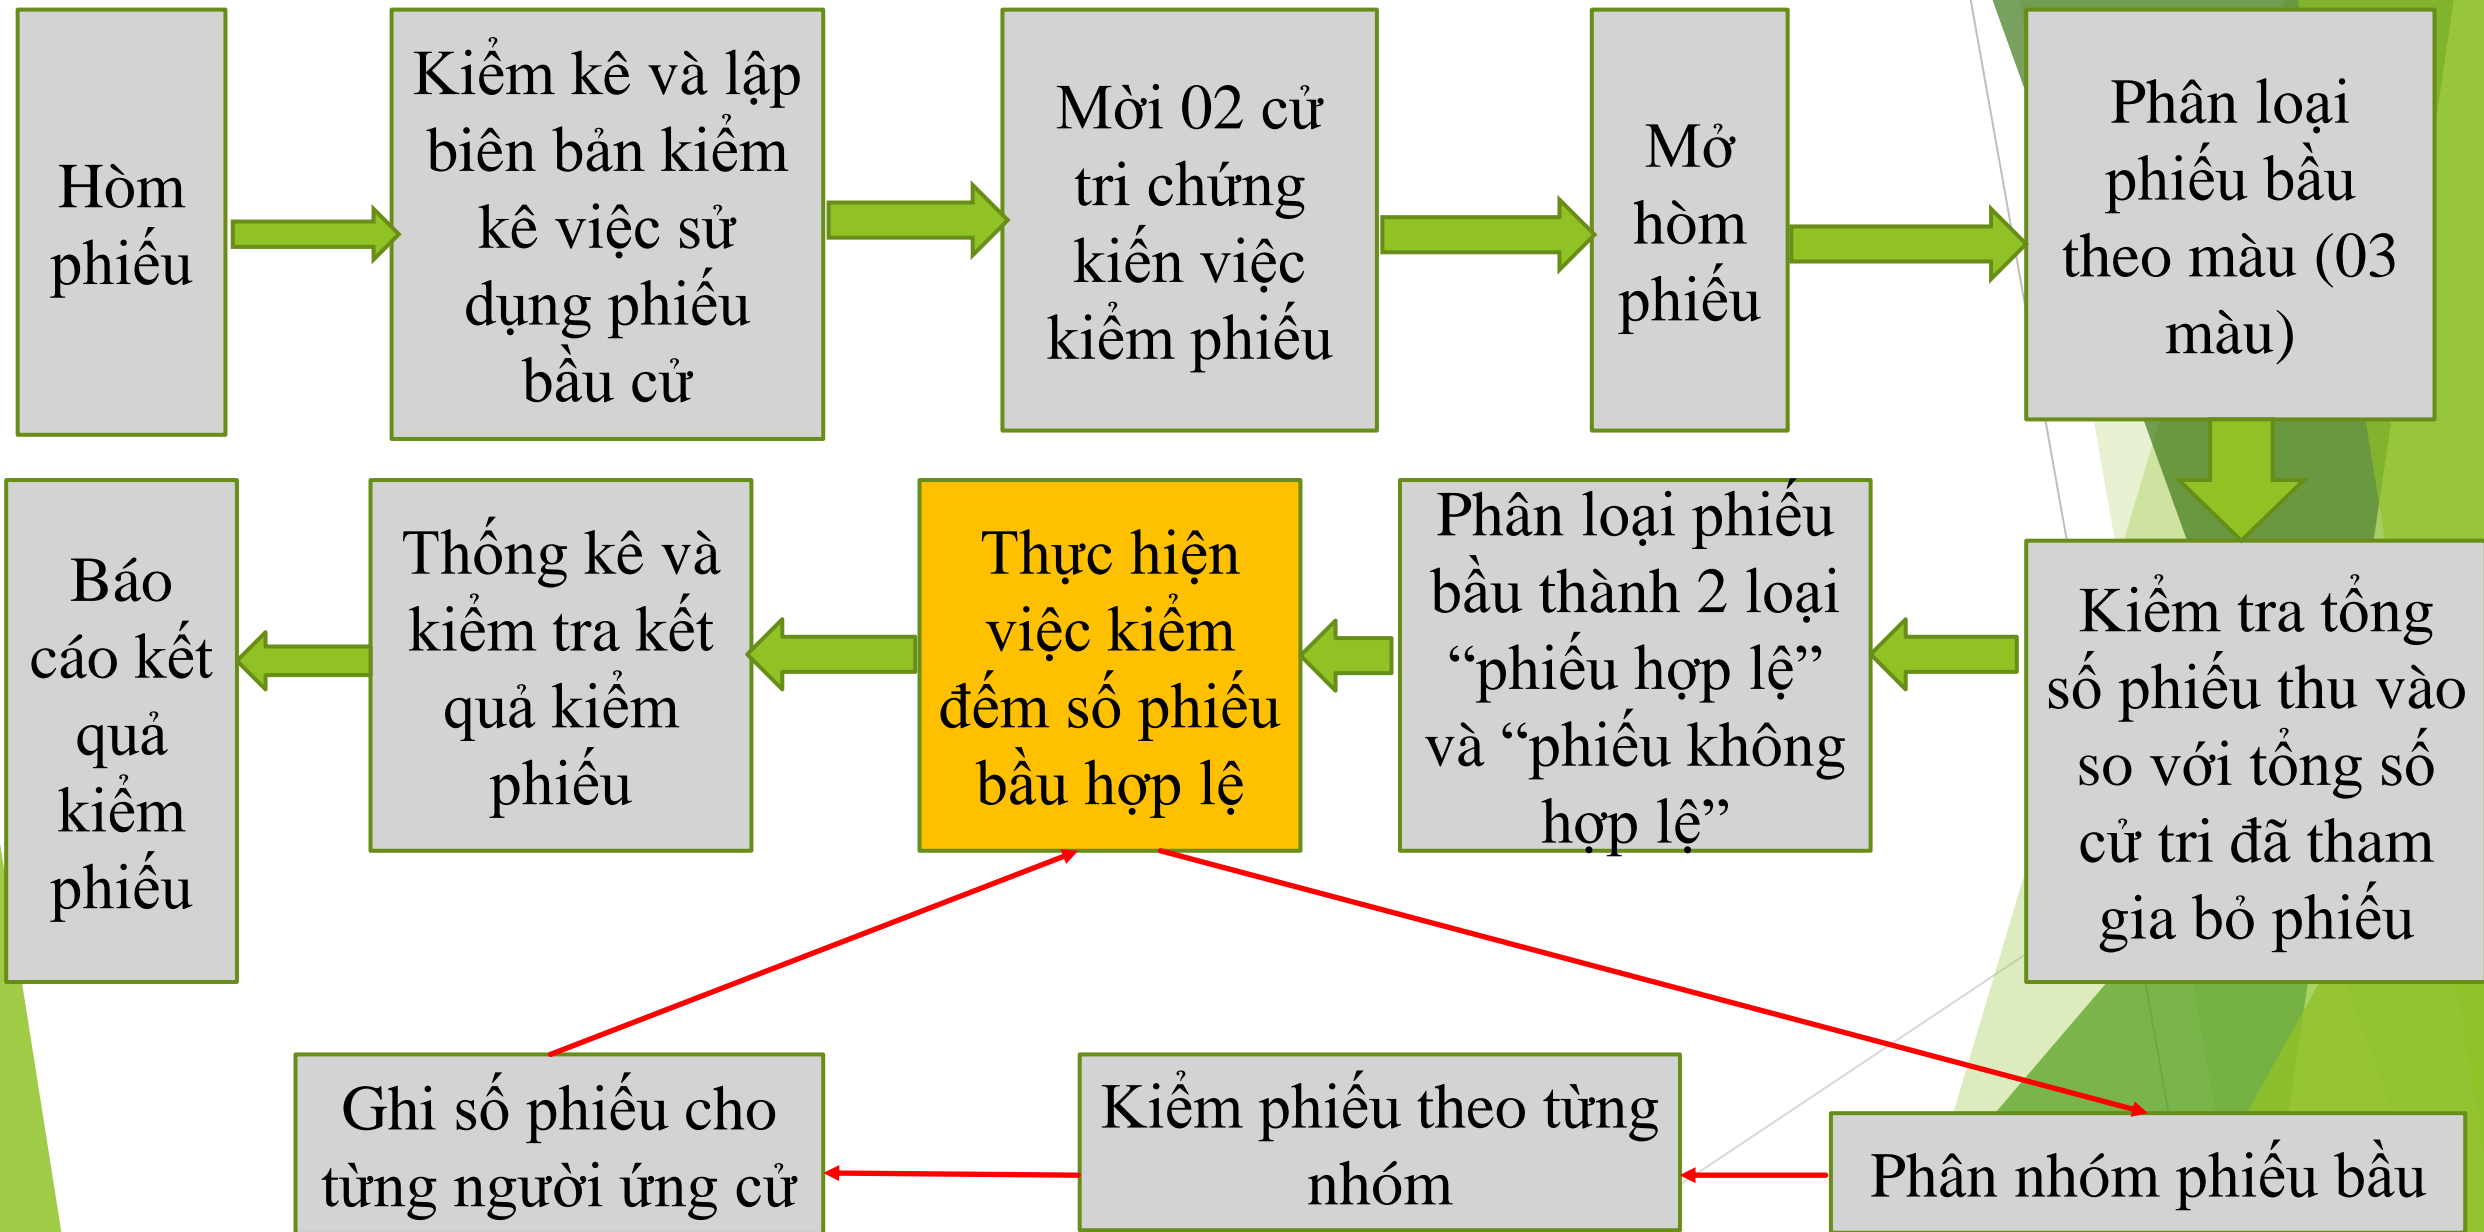 Hòm
phiếu
Kiểm kê và lập
biên bản kiểm
kê việc sử
dụng phiếu
bầu cử
Mời 02 cử
tri chứng
kiến việc
kiểm phiếu
Mở
hòm
phiếu
Phân loại
phiếu bầu
theo màu (03
màu)
Kiểm tra tổng
số phiếu thu vào
so với tổng số
cử tri đã tham
gia bỏ phiếu
Phân loại phiếu
bầu thành 2 loại
“phiếu hợp lệ”
và “phiếu không
hợp lệ”
Thực hiện
việc kiểm
đếm số phiếu
bầu hợp lệ
Thống kê và
kiểm tra kết
quả kiểm
phiếu
Báo
cáo kết
quả
kiểm
phiếu
Phân nhóm phiếu bầu
Kiểm phiếu theo từng
nhóm
Ghi số phiếu cho
từng người ứng cử